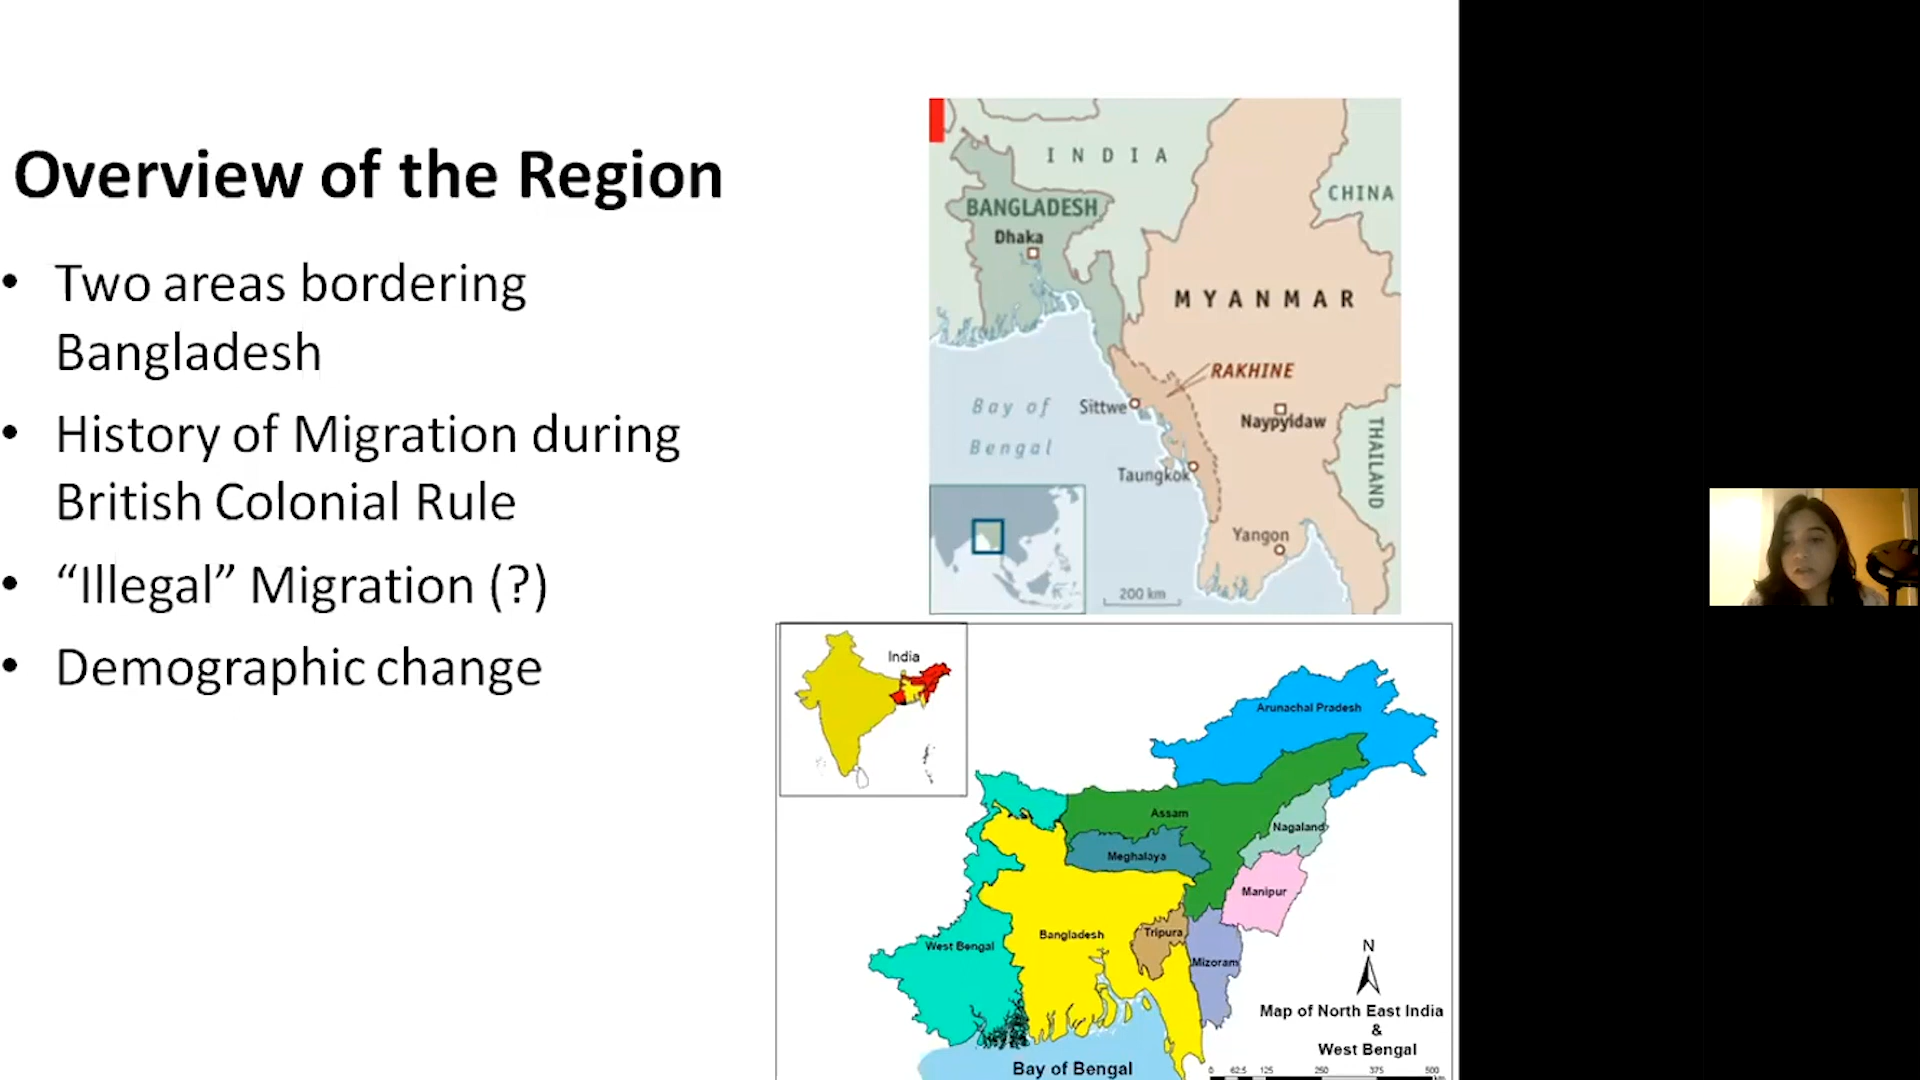 Overview of the Region
• Two areas bordering
Bangladesh
• History of Migration during
British Colonial Rule
• “Illegal” Migration (?)
• Demographic change
INDIA
CHINA
BANGLADESH
Dhaka
MYANMAR
RAKHINE
Bay of
Bengal
Sittwe
Naypyidaw
THAILAND
Taungkok
Yangon
200 km
India
Arunachal Pradesh
Assam
Nagaland
Meghalaya
Manipur
West Bengal
Bangladesh
Tripura
Mizoram
N
Map of North East India
&
West Bengal
Bay of Bengal
0 62.5 125 250 375 500